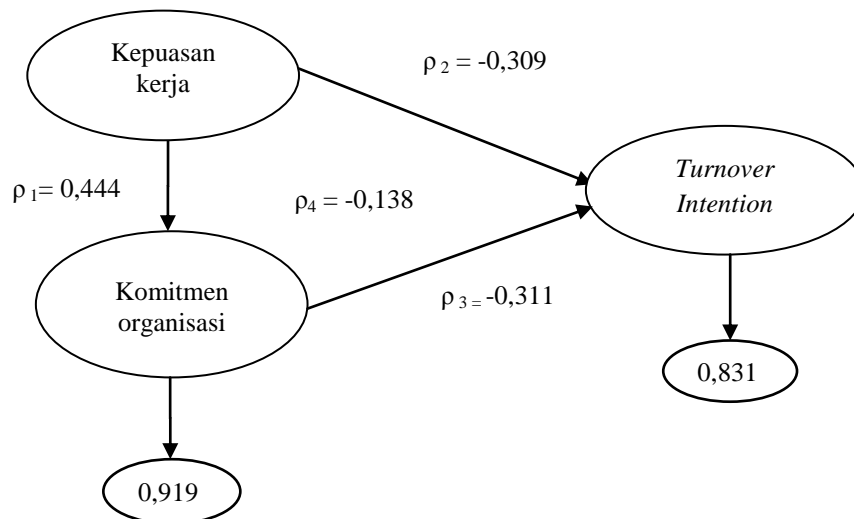 Kepuasan
kerja
ρ 2 = -0,309
Turnover
Intention
ρ 1= 0,444
ρ4 = -0,138
Komitmen
organisasi
ρ 3 = -0,311
0,831
0,919